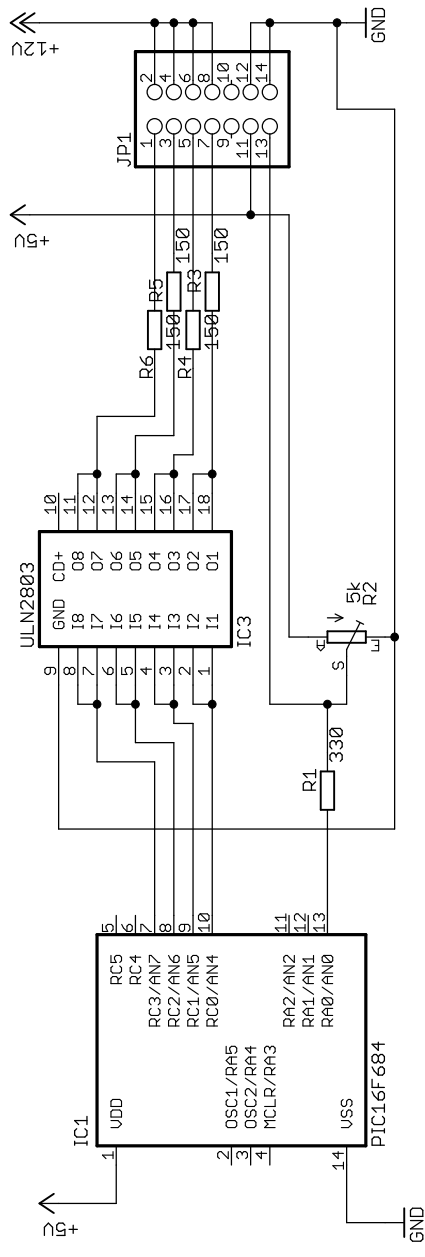 +12V
GND
2
4
6
8
10
12
14
JP1
1
3
5
7
9
11
13
+5V
150
150
R5
R3
150
150
R6
R4
10
11
12
13
14
15
16
17
18
ULN2803
CD+
O8
O7
O6
O5
O4
O3
O2
O1
GND
I8
I7
I6
I5
I4
I3
I2
I1
IC3
9
8
7
6
5
4
3
2
1
5k
R2
A
S
E
R1
330
5
6
7
8
9
10
11
12
13
RC5
RC4
RC3/AN7
RC2/AN6
RC1/AN5
RC0/AN4
RA2/AN2
RA1/AN1
RA0/AN0
OSC1/RA5
OSC2/RA4
MCLR/RA3
IC1
VDD
VSS
PIC16F684
1
2
3
4
14
+5V
GND